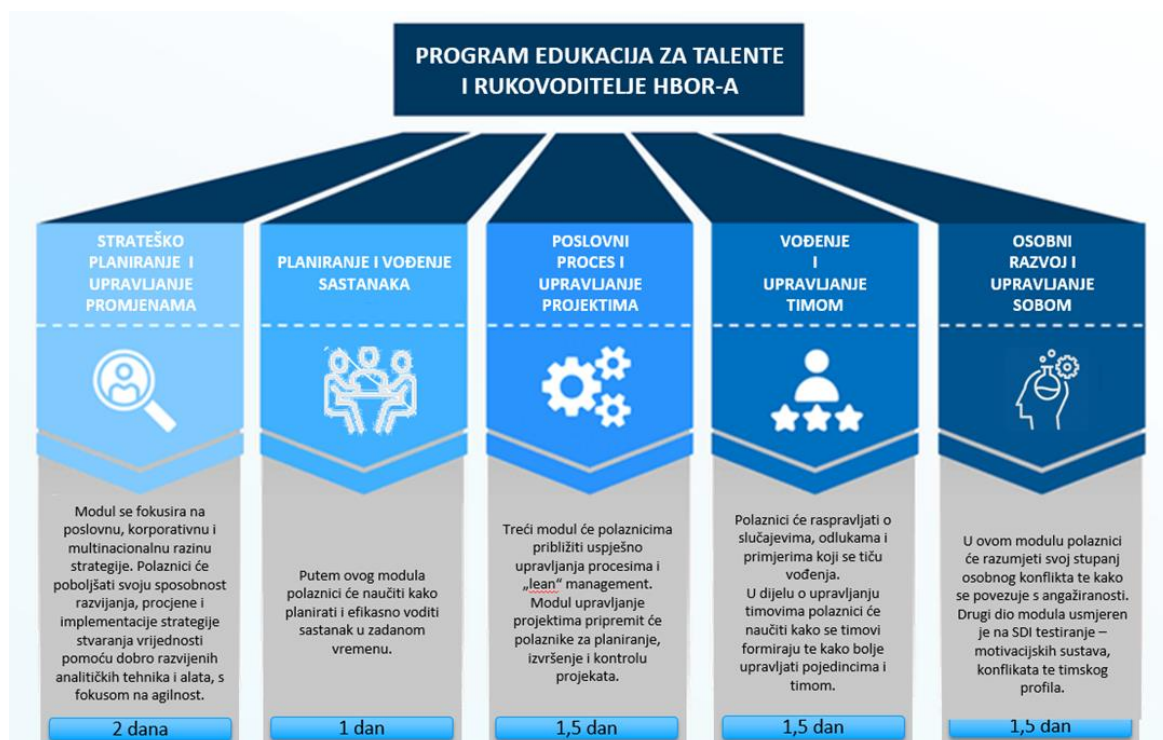 PROGRAM EDUKACIJA ZA TALENTE
I RUKOVODITELJE HBOR-A
STRATEŠKO
PLANIRANJE I
UPRAVLJANJE
PROMJENAMA
Modul se fokusira na
poslovnu, korporativnu i
multinacionalnu razinu
strategije. Polaznici će
poboljšati svoju sposobnost
razvijanja, procjene i
implementacije strategije
stvaranja vrijednosti
pomoću dobro razvijenih
analitičkih tehnika i alata, s
fokusom na agilnost.
2 dana
PLANIRANJE I VOĐENJE
SASTANAKA
Putem ovog modula
polaznici će naučiti kako
planirati i efikasno voditi
sastanak u zadanom
vremenu.
1 dan
POSLOVNI
PROCES I
UPRAVLJANJE
PROJEKTIMA
Treći modul će polaznicima
približiti uspješno
upravljanja procesima i
„lean“ management.
Modul upravljanje
projektima pripremit će
polaznike za planiranje,
izvršenje i kontrolu
projekata.
1,5 dan
VOĐENJE
I
UPRAVLJANJE
TIMOM
Polaznici će raspravljati o
slučajevima, odlukama i
primjerima koji se tiču
vođenja.
U dijelu o upravljanju
timovima polaznici će
naučiti kako se timovi
formiraju te kako bolje
upravljati pojedincima i
timom.
1,5 dan
OSOBNI
RAZVOJ I
UPRAVLJANJE
SOBOM
U ovom modulu polaznici
će razumjeti svoj stupanj
osobnog konflikta te kako
se povezuje s angažiranosti.
Drugi dio modula usmjeren
je na SDI testiranje –
motivacijskih sustava,
konflikata te timskog
profila.
1,5 dan